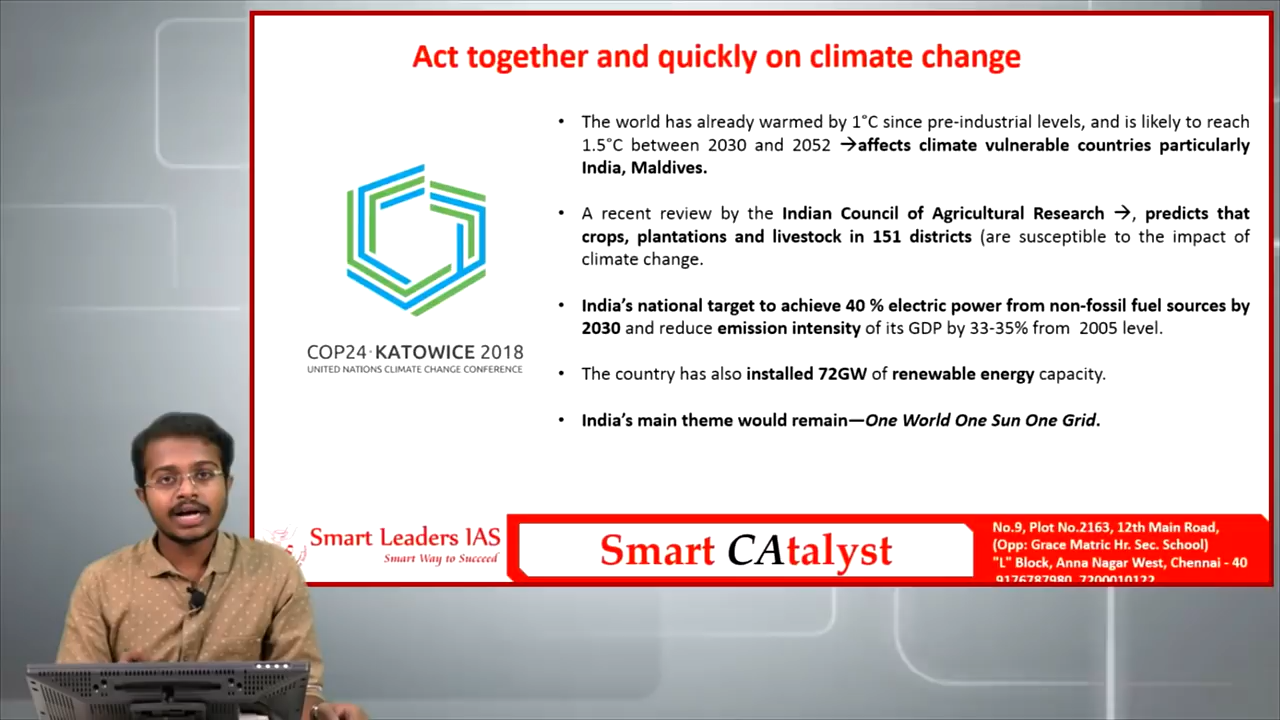 Act together and quickly on climate change
• The world has already warmed by 1°C since pre-industrial levels, and is likely to reach
1.5°C between 2030 and 2052 →affects climate vulnerable countries particularly
India, Maldives.
• A recent review by the Indian Council of Agricultural Research →, predicts that
crops, plantations and livestock in 151 districts (are susceptible to the impact of
climate change.
• India’s national target to achieve 40 % electric power from non-fossil fuel sources by
2030 and reduce emission intensity of its GDP by 33-35% from 2005 level.
• The country has also installed 72GW of renewable energy capacity.
• India’s main theme would remain—One World One Sun One Grid.
COP24·KATOWICE 2018
UNITED NATIONS CLIMATE CHANGE CONFERENCE
Smart Leaders IAS
Smart Way to Succeed
Smart CAtalyst
No.9, Plot No.2163, 12th Main Road,
(Opp: Grace Matric Hr. Sec. School)
"L" Block, Anna Nagar West, Chennai - 40
9176787980, 7200010122